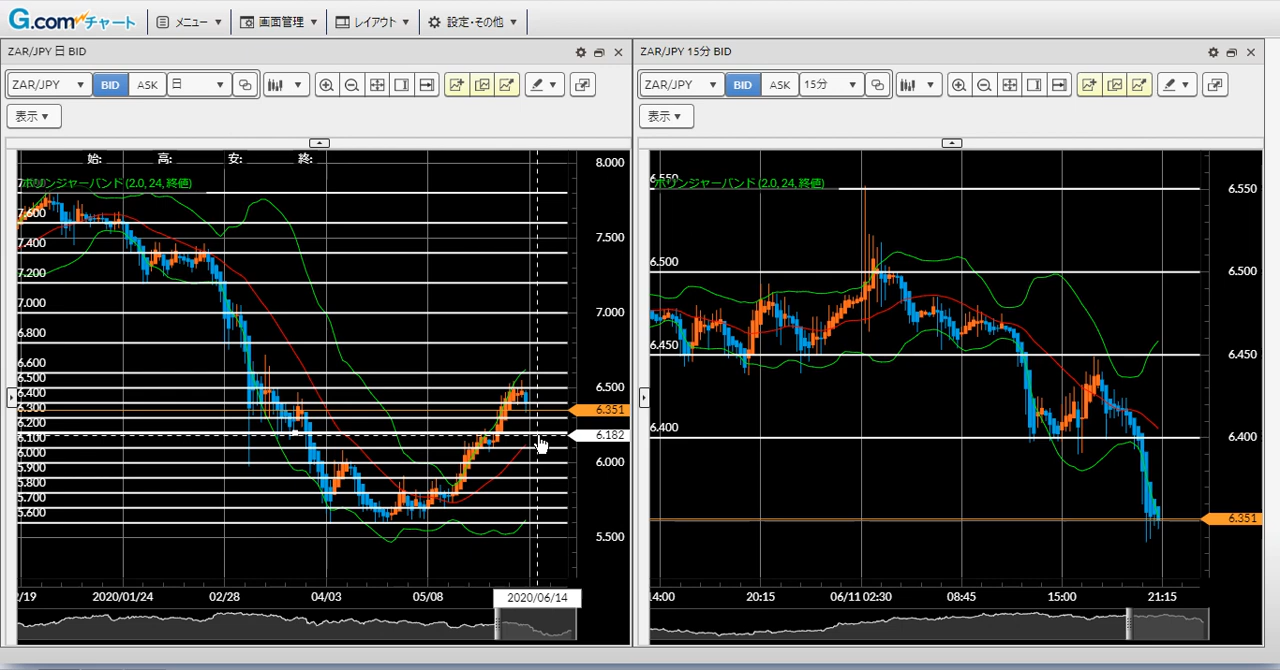 G.comチャート メニュー ▼ 画面管理 ▼ レイアウト ▼ 設定・その他 ▼
ZAR/JPY 日 BID
ZAR/JPY ▼ BID ASK 日 ▼
表示 ▼
始: 高: 安: 終:
ボリンジャーバンド (2.0, 24, 終値)
7.600
7.400
7.200
7.000
6.800
6.600
6.500
6.400
6.300
6.200
6.100
6.000
5.900
5.800
5.700
5.600
8.000
7.500
7.000
6.500
6.351
6.182
6.000
5.500
/19 2020/01/24 02/28 04/03 05/08 2020/06/14
ZAR/JPY 15分 BID
ZAR/JPY ▼ BID ASK 15分 ▼
表示 ▼
6.550
ボリンジャーバンド (2.0, 24, 終値)
6.500
6.450
6.400
6.550
6.500
6.450
6.400
6.351
14:00 20:15 06/11 02:30 08:45 15:00 21:15